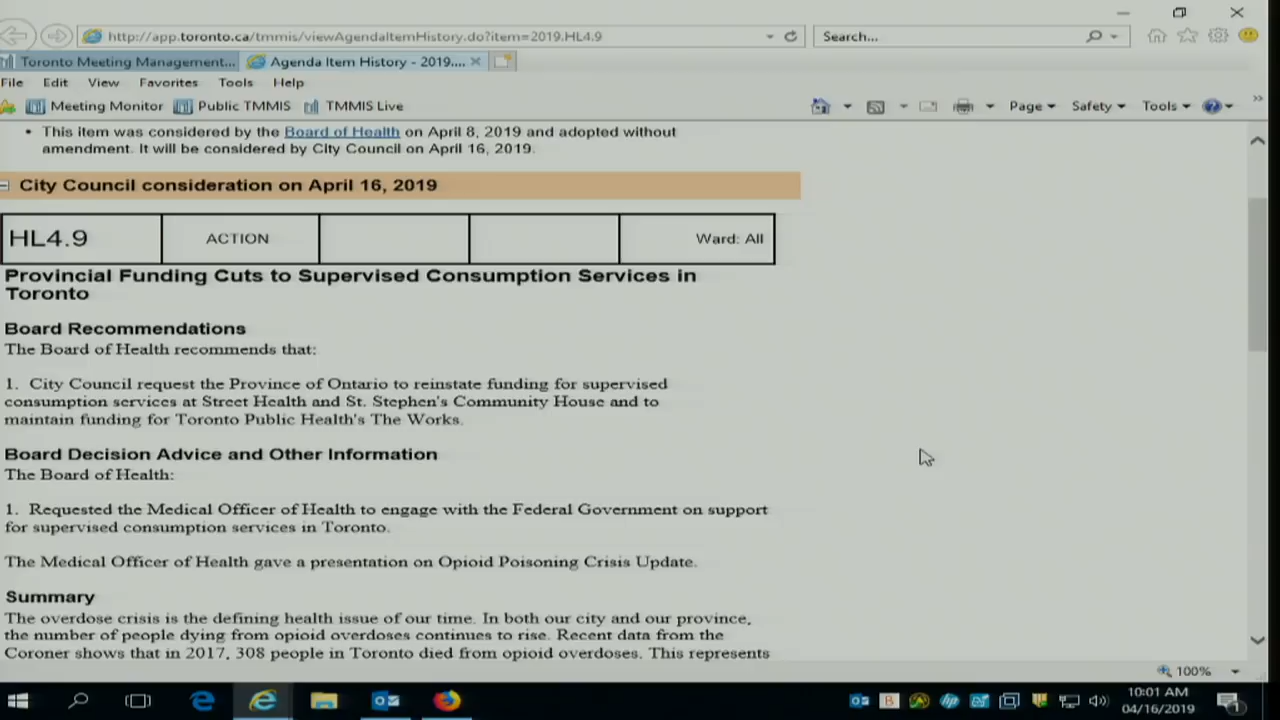 http://app.toronto.ca/tmmis/viewAgendaItemHistory.do?item=2019.HL4.9
Search...
Toronto Meeting Management...
Agenda Item History - 2019....
File Edit View Favorites Tools Help
Meeting Monitor Public TMMIS TMMIS Live
Page Safety Tools
• This item was considered by the Board of Health on April 8, 2019 and adopted without
amendment. It will be considered by City Council on April 16, 2019.
City Council consideration on April 16, 2019
HL4.9 ACTION Ward: All
Provincial Funding Cuts to Supervised Consumption Services in
Toronto
Board Recommendations
The Board of Health recommends that:
1. City Council request the Province of Ontario to reinstate funding for supervised
consumption services at Street Health and St. Stephen's Community House and to
maintain funding for Toronto Public Health's The Works.
Board Decision Advice and Other Information
The Board of Health:
1. Requested the Medical Officer of Health to engage with the Federal Government on support
for supervised consumption services in Toronto.
The Medical Officer of Health gave a presentation on Opioid Poisoning Crisis Update.
Summary
The overdose crisis is the defining health issue of our time. In both our city and our province,
the number of people dying from opioid overdoses continues to rise. Recent data from the
Coroner shows that in 2017, 308 people in Toronto died from opioid overdoses. This represents
100%
10:01 AM
04/16/2019